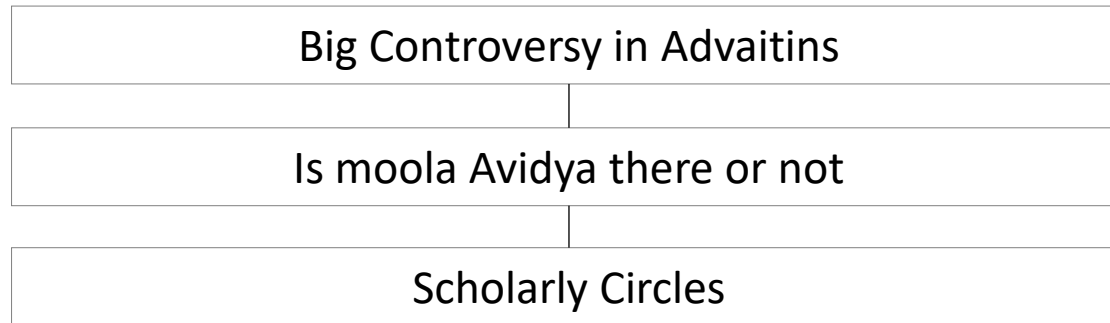 Big Controversy in Advaitins
Is moola Avidya there or not
Scholarly Circles